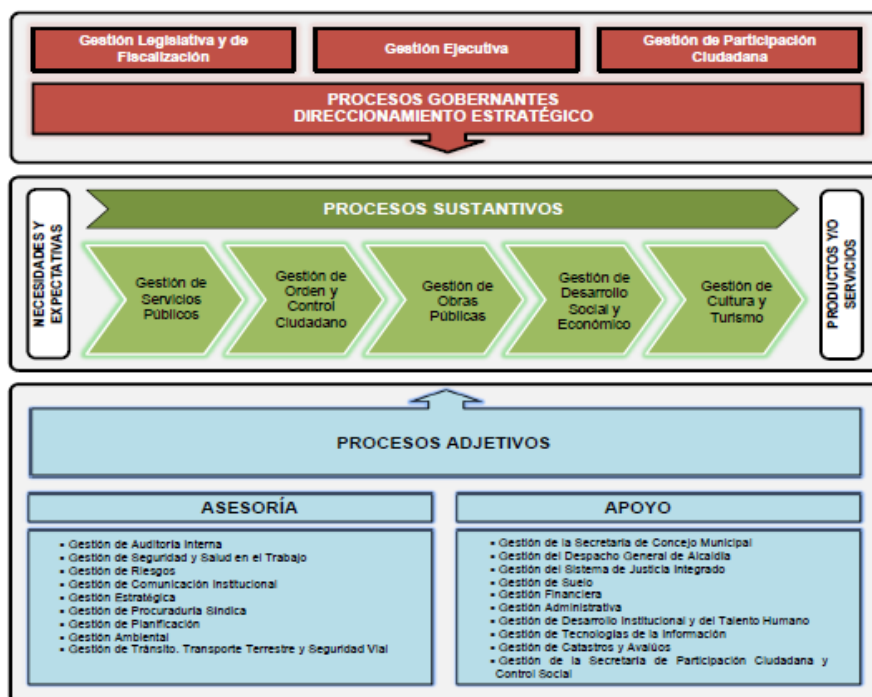 Gestión Legislativa y de
Fiscalización
Gestión Ejecutiva
Gestión de Participación
Ciudadana
PROCESOS GOBERNANTES
DIRECCIONAMIENTO ESTRATÉGICO
NECESIDADES Y
EXPECTATIVAS
PROCESOS SUSTANTIVOS
Gestión de
Servicios
Públicos
Gestión de
Orden y
Control
Ciudadano
Gestión de
Obras
Públicas
Gestión de
Desarrollo
Social y
Económico
Gestión de
Cultura y
Turismo
PRODUCTOS Y/O
SERVICIOS
PROCESOS ADJETIVOS
ASESORÍA
▪ Gestión de Auditoría Interna
▪ Gestión de Seguridad y Salud en el Trabajo
▪ Gestión de Riesgos
▪ Gestión de Comunicación Institucional
▪ Gestión Estratégica
▪ Gestión de Procuraduría Síndica
▪ Gestión de Planificación
▪ Gestión Ambiental
▪ Gestión de Tránsito. Transporte Terrestre y Seguridad Vial
APOYO
▪ Gestión de la Secretaría de Concejo Municipal
▪ Gestión del Despacho General de Alcaldía
▪ Gestión del Sistema de Justicia Integrado
▪ Gestión de Suelo
▪ Gestión Financiera
▪ Gestión Administrativa
▪ Gestión de Desarrollo Institucional y del Talento Humano
▪ Gestión de Tecnologías de la Información
▪ Gestión de Catastros y Avalúos
▪ Gestión de la Secretaría de Participación Ciudadana y
Control Social